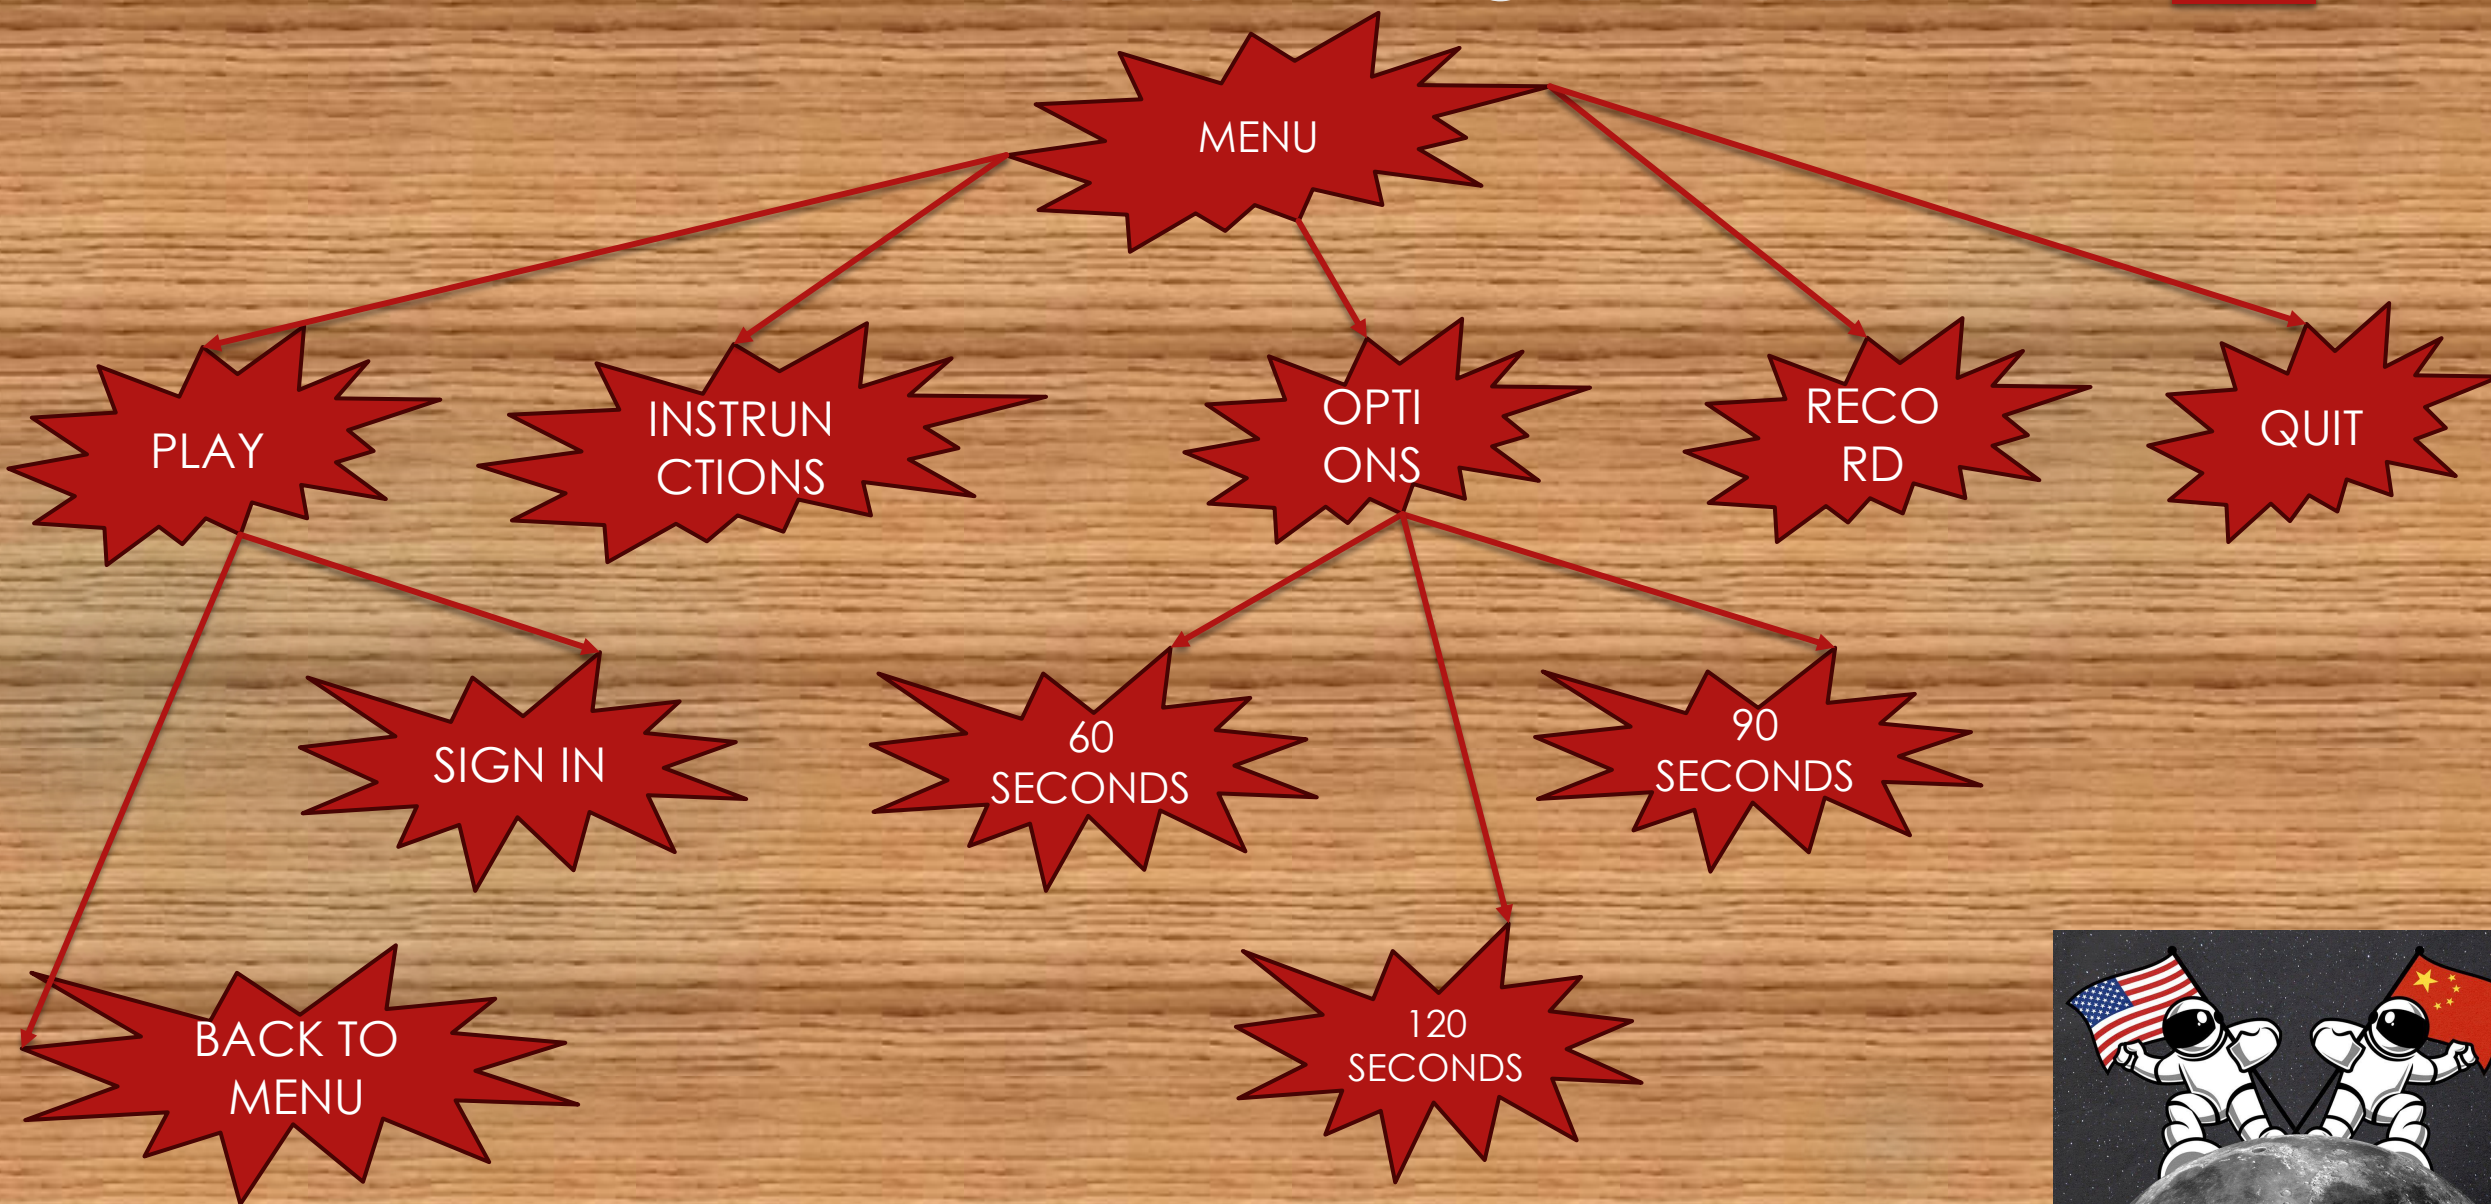 MENU
PLAY
INSTRUN
CTIONS
OPTI
ONS
RECO
RD
QUIT
SIGN IN
60
SECONDS
90
SECONDS
BACK TO
MENU
120
SECONDS